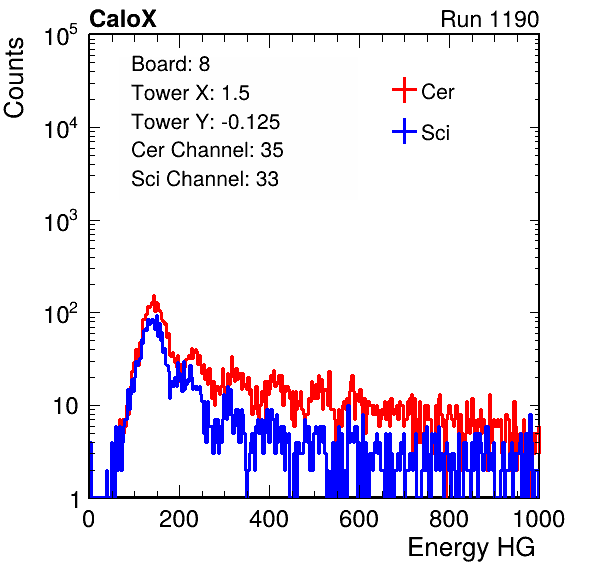 CaloX Run 1190
Counts
10^5
10^4
10^3
10^2
10
1
Board: 8
Tower X: 1.5
Tower Y: -0.125
Cer Channel: 35
Sci Channel: 33
Cer
Sci
0 200 400 600 800 1000
Energy HG